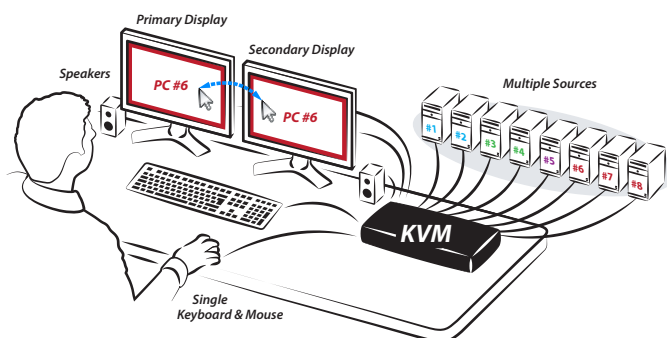 Primary Display
Secondary Display
Speakers
PC #6
PC #6
Multiple Sources
#1
#2
#3
#4
#5
#6
#7
#8
KVM
Single
Keyboard & Mouse